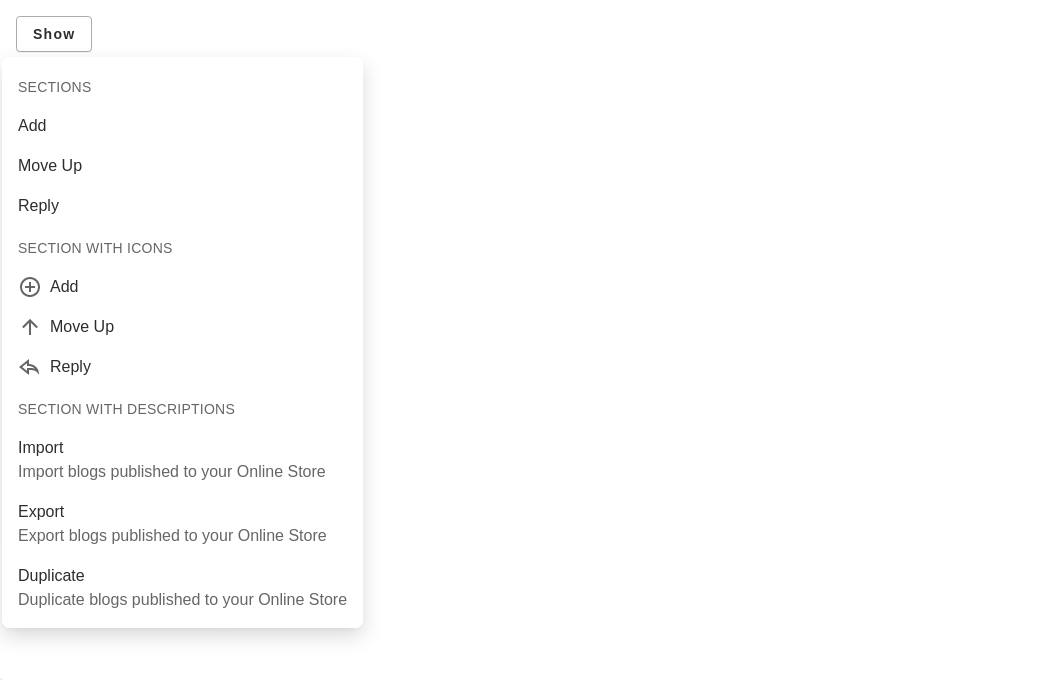 Show
SECTIONS
Add
Move Up
Reply
SECTION WITH ICONS
Add
Move Up
Reply
SECTION WITH DESCRIPTIONS
Import
Import blogs published to your Online Store
Export
Export blogs published to your Online Store
Duplicate
Duplicate blogs published to your Online Store